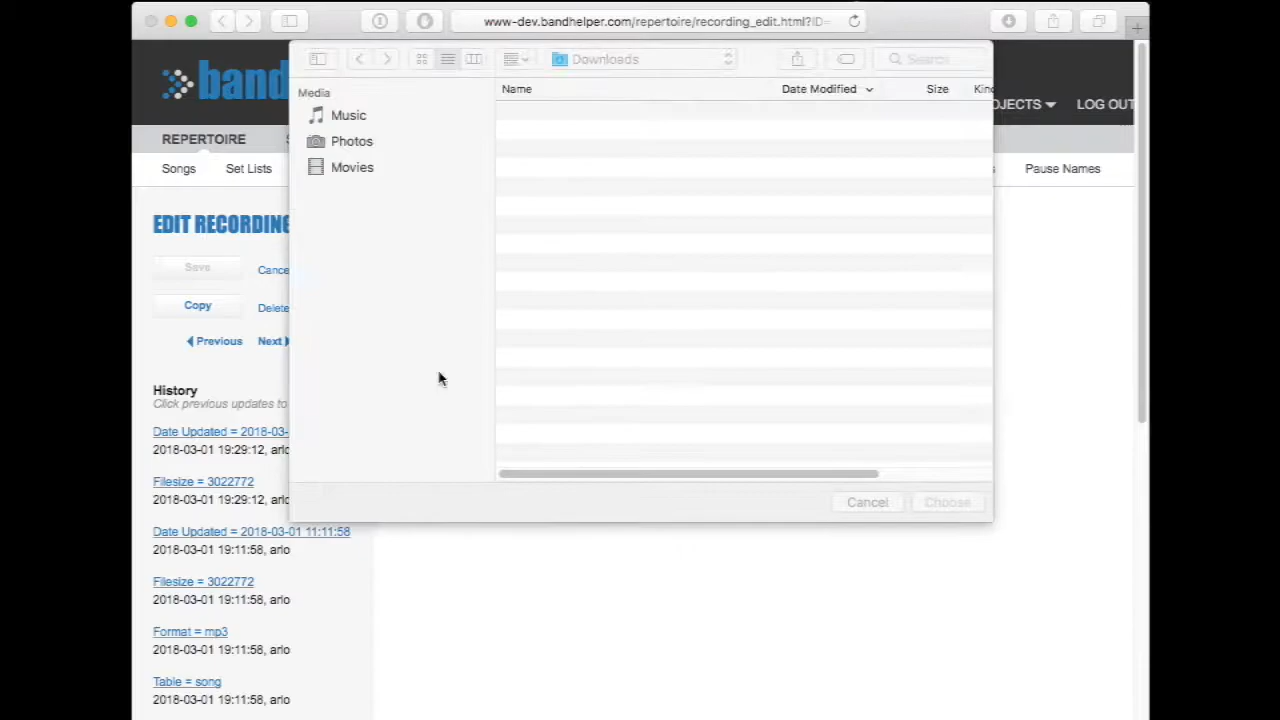 www-dev.bandhelper.com/repertoire/recording_edit.html?ID=
Downloads
Search
Name
Date Modified
Size
Kind
Media
Music
Photos
Movies
Cancel
Choose
band
OJECTS
LOG OUT
REPERTOIRE
Songs
Set Lists
Pause Names
EDIT RECORDING
Save
Cance
Copy
Delete
Previous
Next
History
Click previous updates to
Date Updated = 2018-03-
2018-03-01 19:29:12, arlo
Filesize = 3022772
2018-03-01 19:29:12, arlo
Date Updated = 2018-03-01 11:11:58
2018-03-01 19:11:58, arlo
Filesize = 3022772
2018-03-01 19:11:58, arlo
Format = mp3
2018-03-01 19:11:58, arlo
Table = song
2018-03-01 19:11:58, arlo